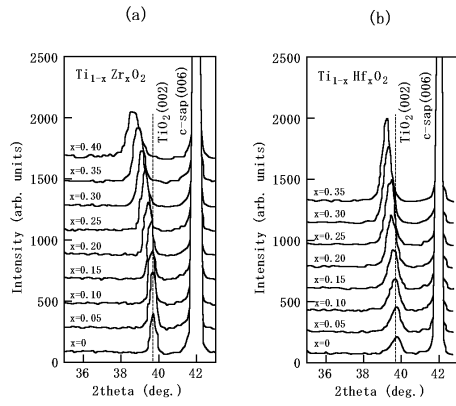 (a)
(b)
2500
2000
1500
1000
500
0
Intensity (arb. units)
Ti1-xZrxO2
TiO2(002)
c-sap(006)
x=0.40
x=0.35
x=0.30
x=0.25
x=0.20
x=0.15
x=0.10
x=0.05
x=0
36 38 40 42
2theta (deg.)
2500
2000
1500
1000
500
0
Intensity (arb. units)
Ti1-xHfxO2
TiO2(002)
c-sap(006)
x=0.35
x=0.30
x=0.25
x=0.20
x=0.15
x=0.10
x=0.05
x=0
36 38 40 42
2theta (deg.)